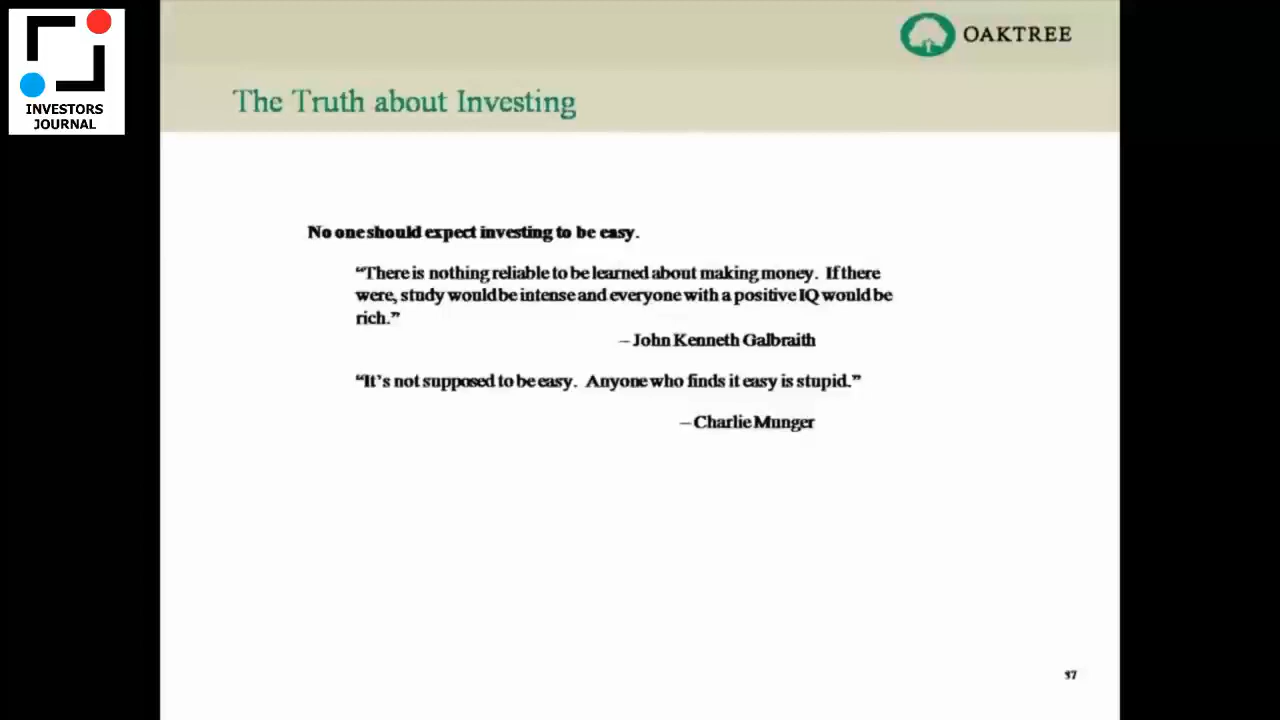 INVESTORS
JOURNAL
OAKTREE
The Truth about Investing
No one should expect investing to be easy.
“There is nothing reliable to be learned about making money. If there
were, study would be intense and everyone with a positive IQ would be
rich.”
– John Kenneth Galbraith
“It’s not supposed to be easy. Anyone who finds it easy is stupid.”
– Charlie Munger